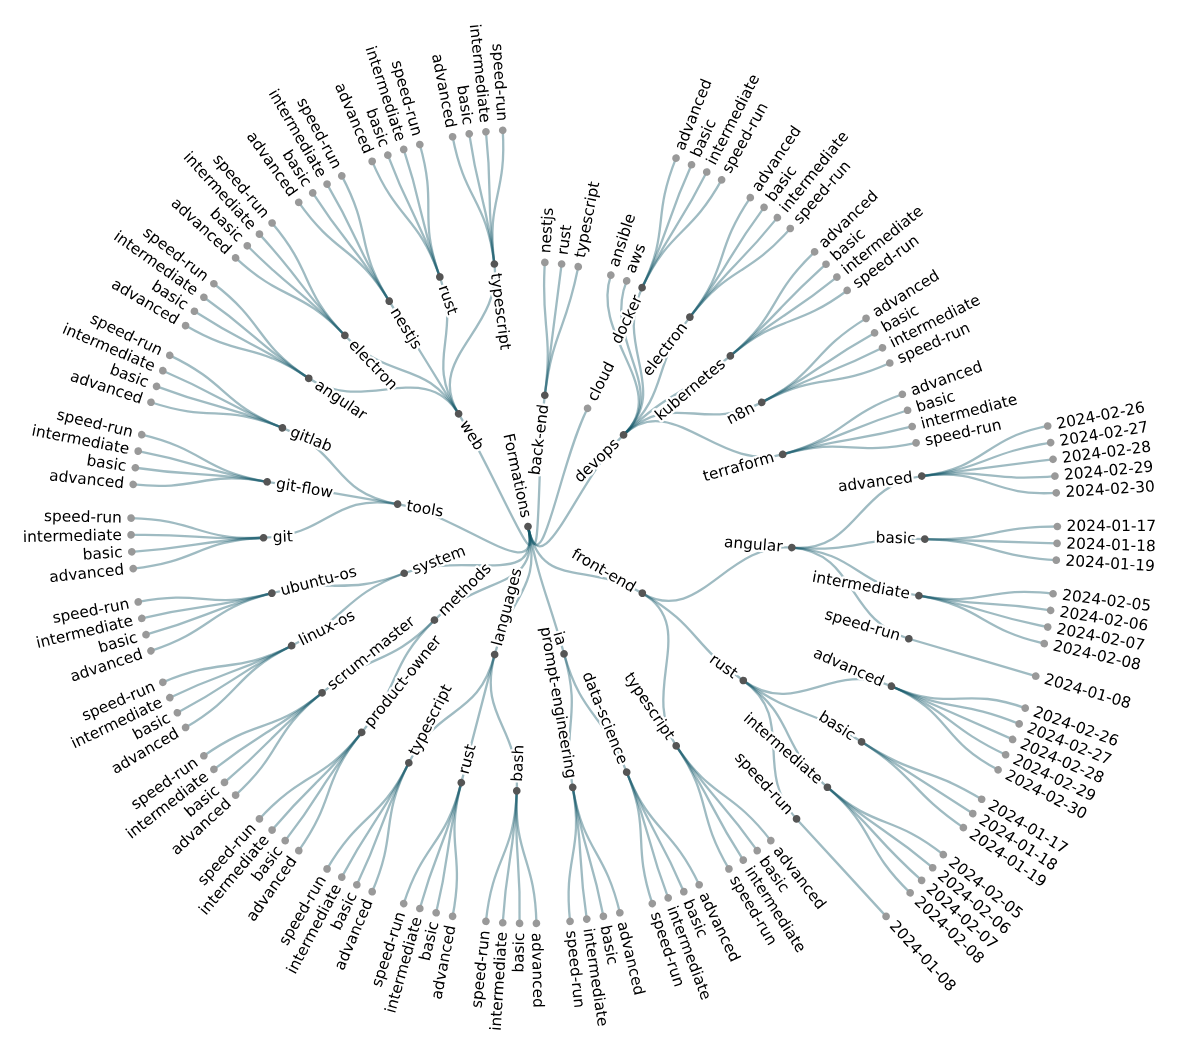 Formations
back-end
nestjs
rust
typescript
cloud
devops
ansible
aws
docker
advanced
basic
intermediate
speed-run
electron
advanced
basic
intermediate
speed-run
kubernetes
advanced
basic
intermediate
speed-run
n8n
advanced
basic
intermediate
speed-run
terraform
advanced
basic
intermediate
speed-run
front-end
angular
advanced
2024-02-26
2024-02-27
2024-02-28
2024-02-29
2024-02-30
basic
2024-01-17
2024-01-18
2024-01-19
intermediate
2024-02-05
2024-02-06
2024-02-07
2024-02-08
speed-run
2024-01-08
rust
advanced
2024-02-26
2024-02-27
2024-02-28
2024-02-29
2024-02-30
basic
2024-01-17
2024-01-18
2024-01-19
intermediate
2024-02-05
2024-02-06
2024-02-07
2024-02-08
speed-run
2024-01-08
typescript
advanced
basic
intermediate
speed-run
ia
data-science
advanced
basic
intermediate
speed-run
prompt-engineering
advanced
basic
intermediate
speed-run
languages
bash
advanced
basic
intermediate
speed-run
rust
advanced
basic
intermediate
speed-run
typescript
advanced
basic
intermediate
speed-run
methods
product-owner
advanced
basic
intermediate
speed-run
scrum-master
advanced
basic
intermediate
speed-run
system
linux-os
advanced
basic
intermediate
speed-run
ubuntu-os
advanced
basic
intermediate
speed-run
tools
git
advanced
basic
intermediate
speed-run
git-flow
advanced
basic
intermediate
speed-run
gitlab
advanced
basic
intermediate
speed-run
web
angular
advanced
basic
intermediate
speed-run
electron
advanced
basic
intermediate
speed-run
nestjs
advanced
basic
intermediate
speed-run
rust
advanced
basic
intermediate
speed-run
typescript
advanced
basic
intermediate
speed-run